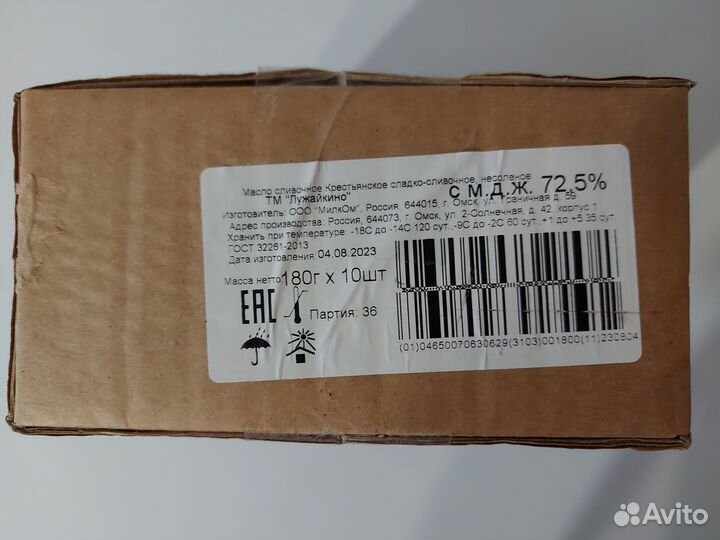 Масло сливочное Крестьянское сладко-сливочное, несоленое
ТМ "Лужайкино" с м.д.ж. 72,5%
Изготовитель: ООО "МилкОм", Россия, 644015, г. Омск, ул. Граничная д. 59
Адрес производства: Россия, 644073, г. Омск, ул. 2-Солнечная, д. 42, корпус 1
Хранить при температуре: -18С до -14С 120 сут., -9С до -2С 60 сут., +1 до +5 35 сут.
ГОСТ 32261-2013
Дата изготовления 04.08.2023
Масса нетто 180г х 10шт
EAC Партия: 36
(01)04650070630629(3103)001800(11)230804
Avito